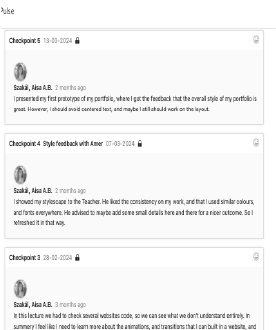 Pulse
Checkpoint 5 13-03-2024
Szakál, Aisa A.B. 2 months ago
I presented my first prototype of my portfolio, where I got the feedback that the overall style of my portfolio is
great. However, I should avoid centered text, and maybe I still should work on the layout.
Checkpoint 4 Style feedback with Amer 07-03-2024
Szakál, Aisa A.B. 2 months ago
I showed my stylescape to the Teacher. He liked the consistency on my work, and that I used similar colours,
and fonts everywhere. He advised to maybe add some small details here and there for a nicer outcome. So I
refreshed it in that way.
Checkpoint 3 28-02-2024
Szakál, Aisa A.B. 3 months ago
In this lecture we had to check several websites code, so we can see what we don't understand entirely. In
summery I feel like I need to learn more about the animations, and transitions that I can built in a website, and